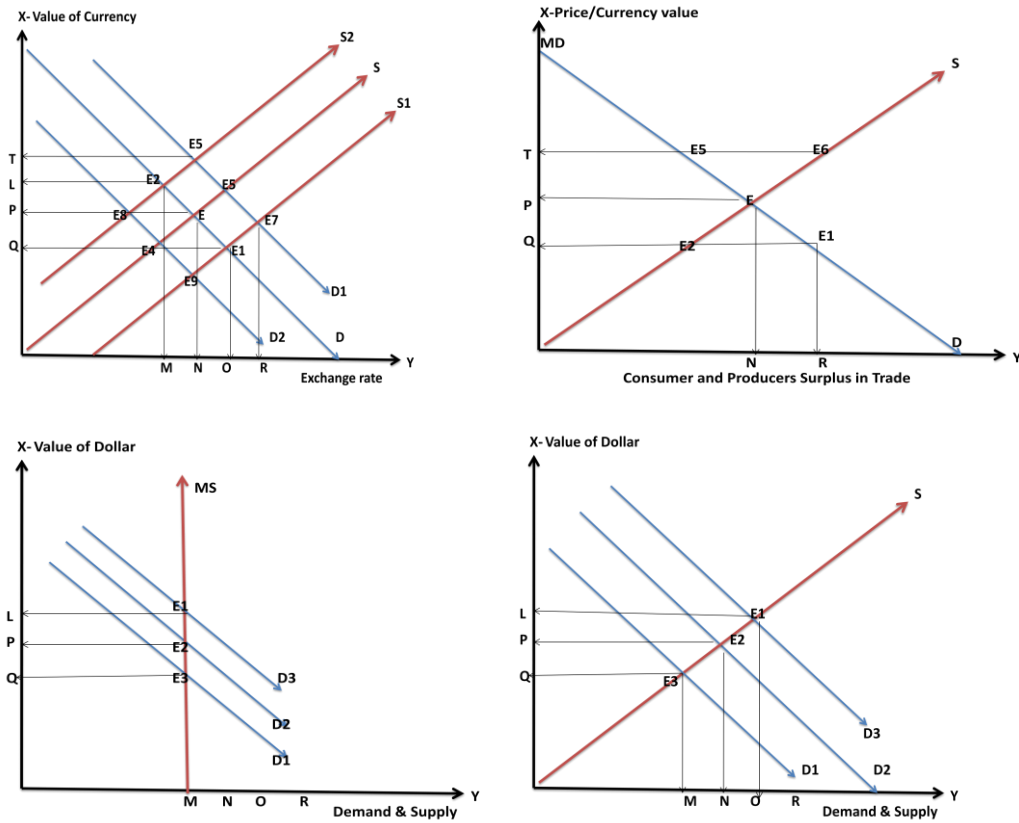 X- Value of Currency
S2
S
S1
E5
T
L
E2
E5
P
E8
E
E7
Q
E4
E1
E9
D1
D2
D
M N O R
Y
Exchange rate
X-Price/Currency value
MD
S
T
E5
E6
P
E
Q
E2
E1
D
N
R
Y
Consumer and Producers Surplus in Trade
X- Value of Dollar
MS
L
E1
P
E2
Q
E3
D3
D2
D1
M N O R
Y
Demand & Supply
X- Value of Dollar
S
L
E1
P
E2
Q
E3
D3
D1
D2
M N O R
Y
Demand & Supply